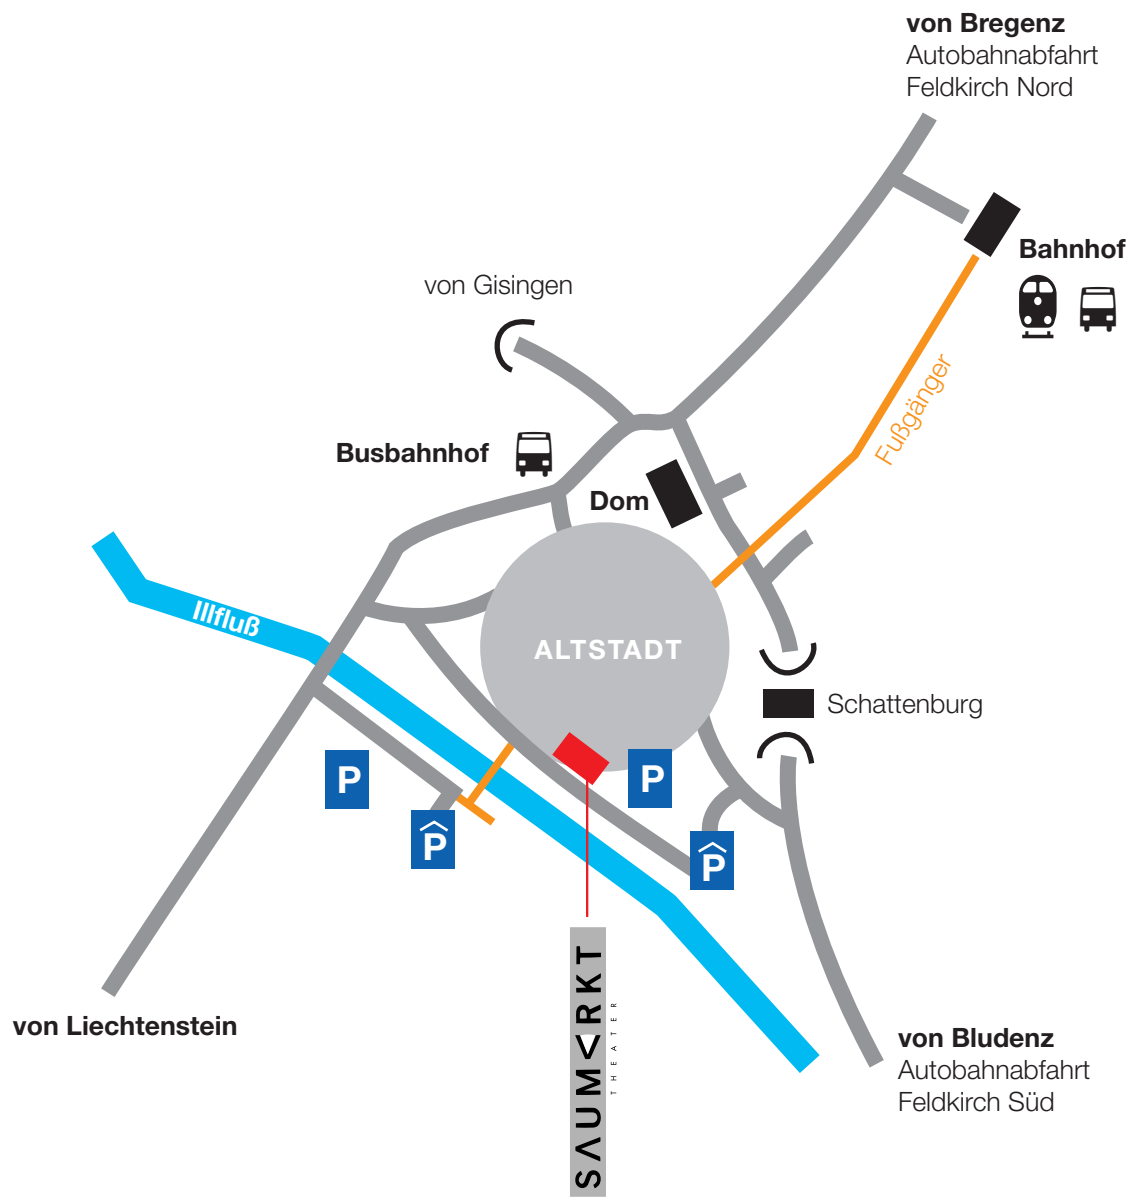 von Bregenz
Autobahnabfahrt
Feldkirch Nord
Bahnhof
von Gisingen
Fußgänger
Busbahnhof
Dom
Illfluß
ALTSTADT
Schattenburg
P
P
P
P
von Liechtenstein
SAUMARKT
THEATER
von Bludenz
Autobahnabfahrt
Feldkirch Süd